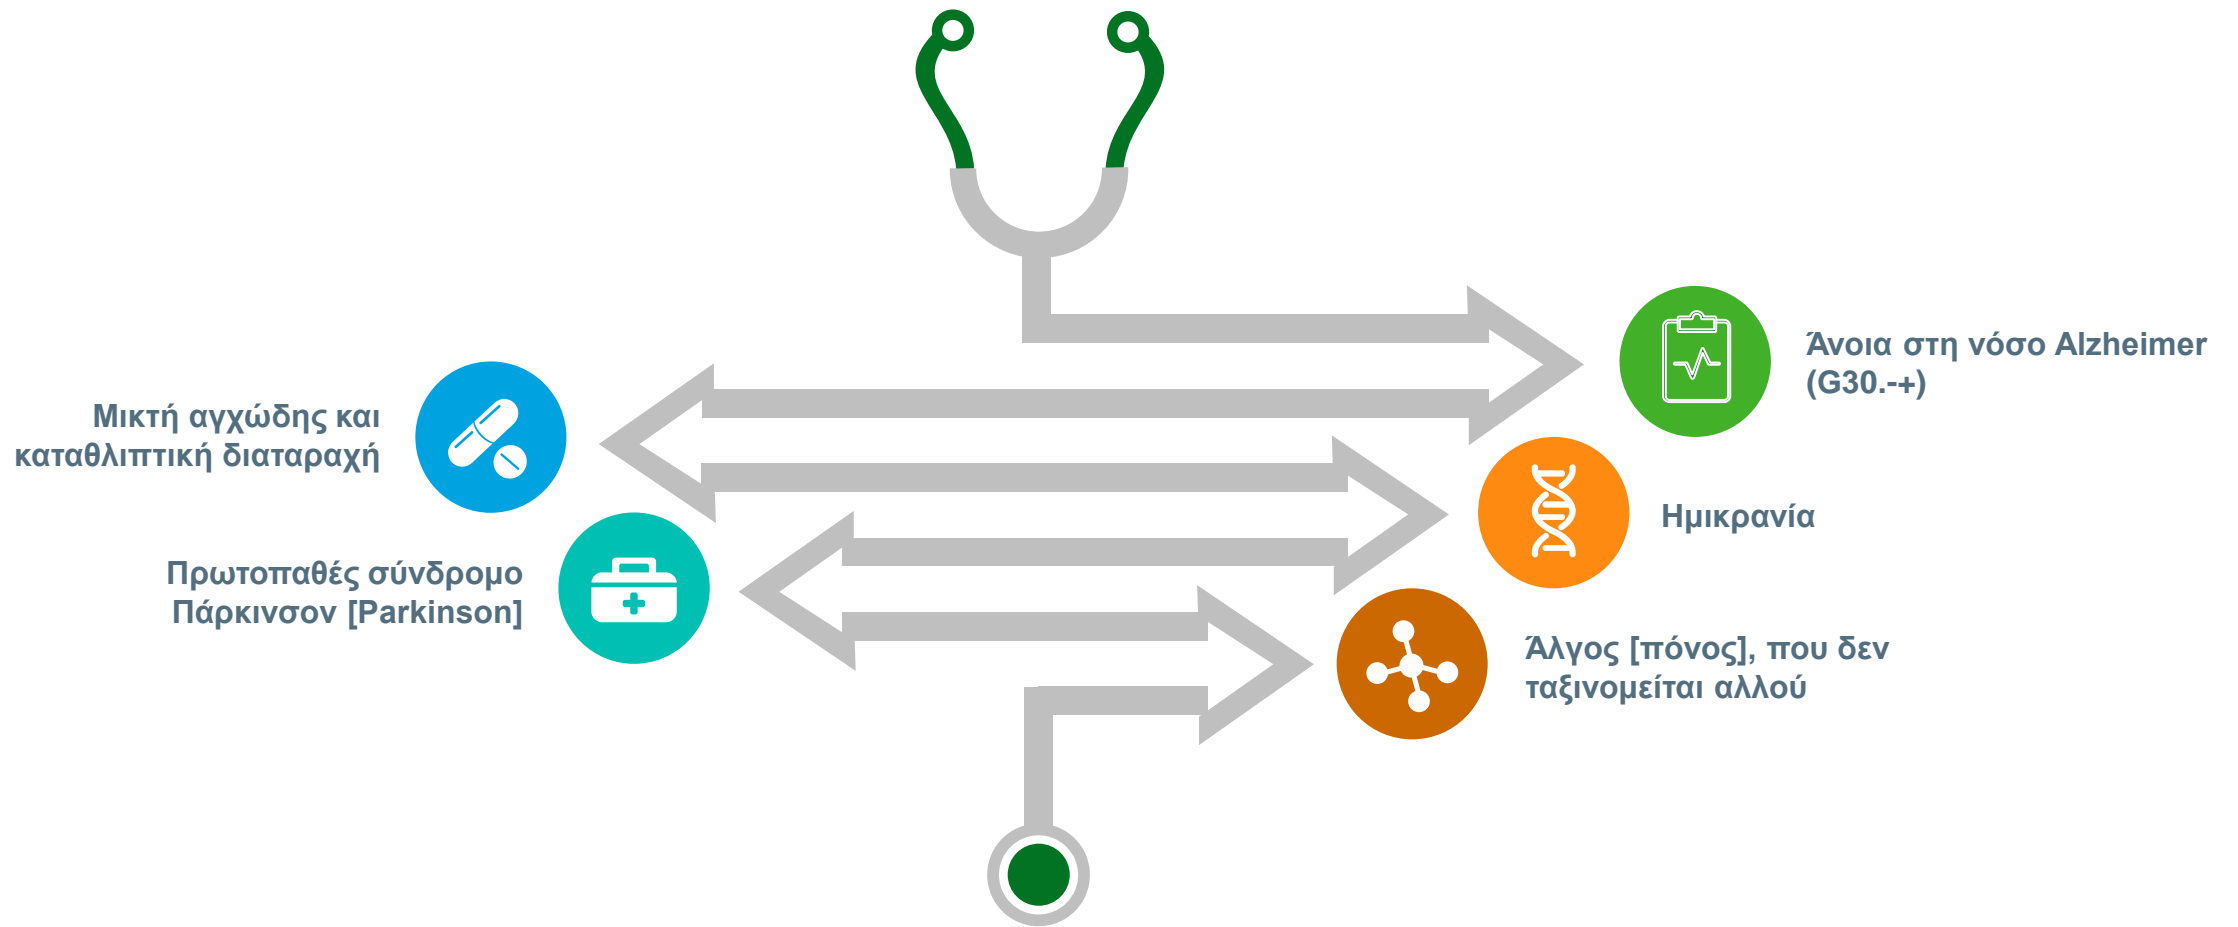 Άνοια στη νόσο Alzheimer
(G30.-+)
Μικτή αγχώδης και
καταθλιπτική διαταραχή
Ημικρανία
Πρωτοπαθές σύνδρομο
Πάρκινσον [Parkinson]
Άλγος [πόνος], που δεν
ταξινομείται αλλού